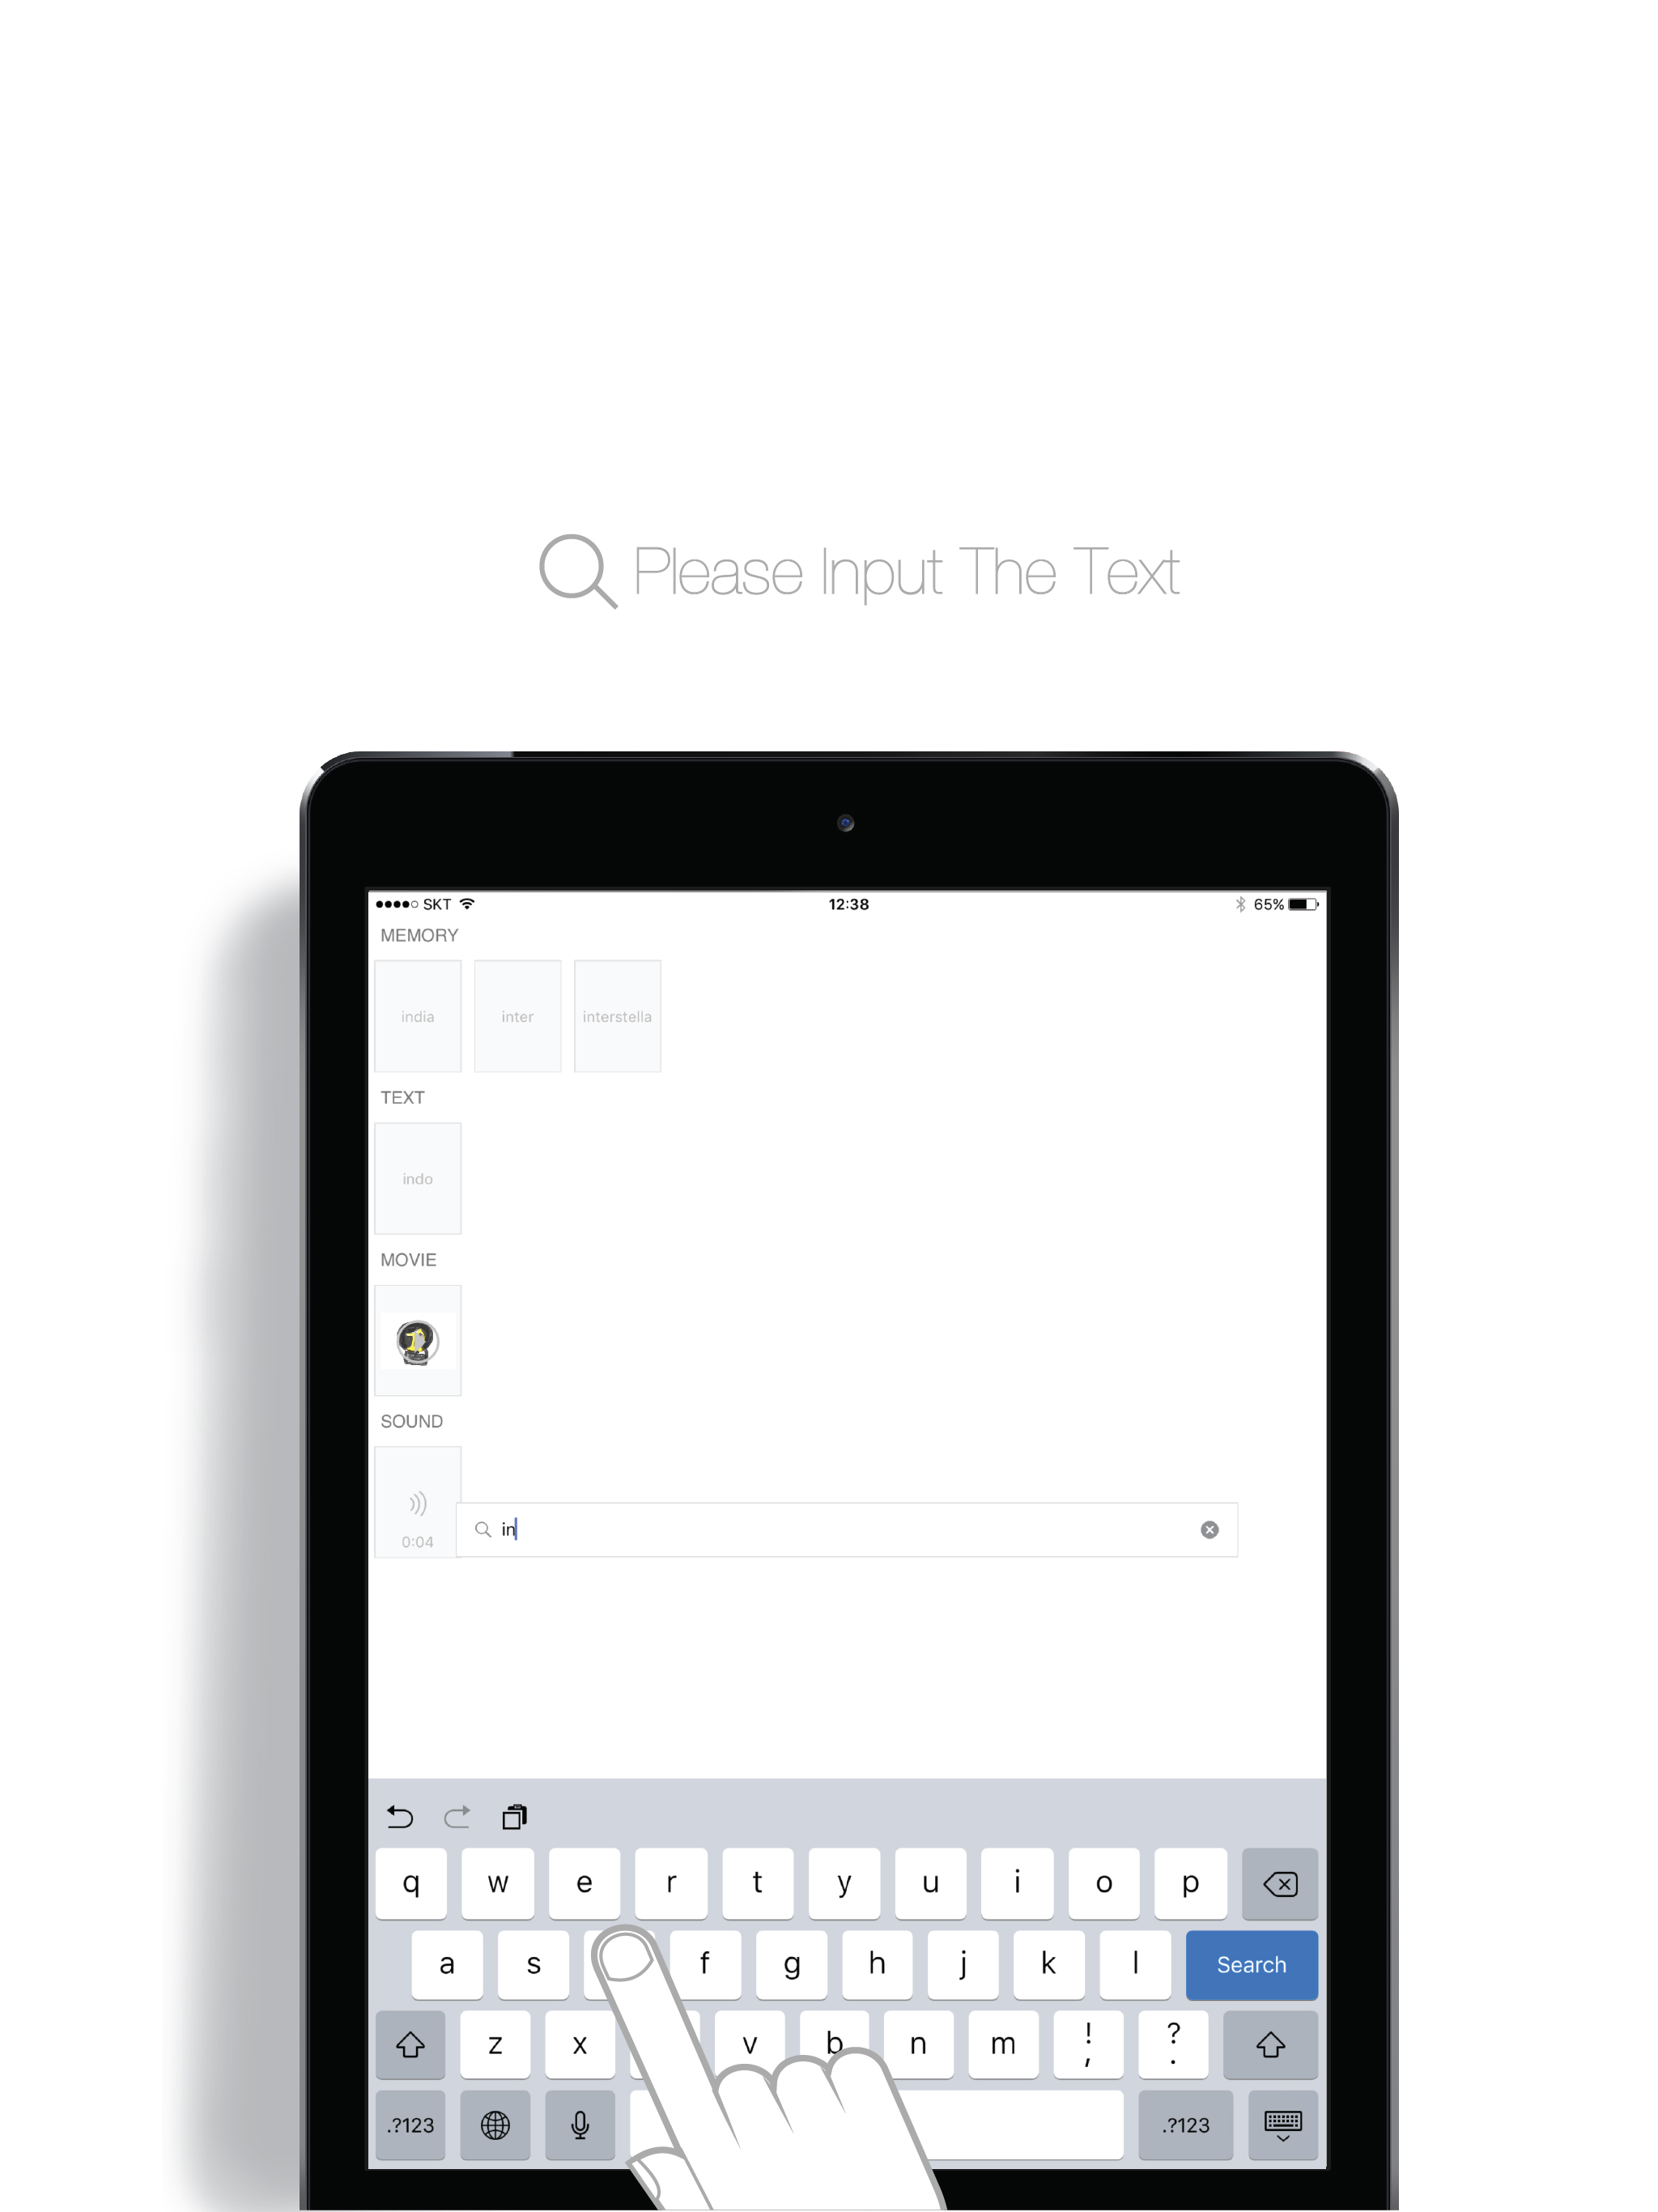 Please Input The Text
SKT 12:38 65%
MEMORY
india inter interstella
TEXT
indo
MOVIE
SOUND
0:04
in
q w e r t y u i o p
a s f g h j k l Search
z x v b n m ! , ? .
.?123 .?123